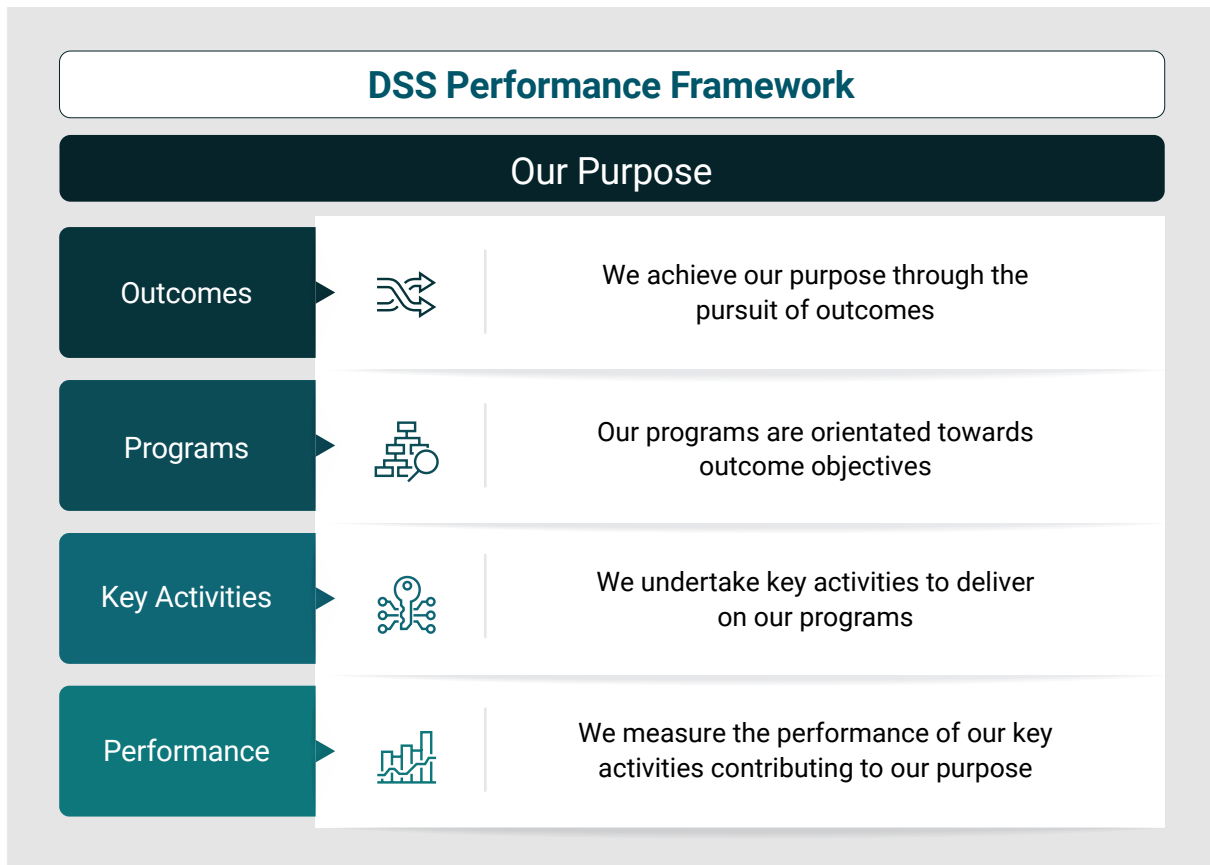 DSS Performance Framework
Our Purpose
Outcomes
We achieve our purpose through the
pursuit of outcomes
Programs
Our programs are orientated towards
outcome objectives
Key Activities
We undertake key activities to deliver
on our programs
Performance
We measure the performance of our key
activities contributing to our purpose